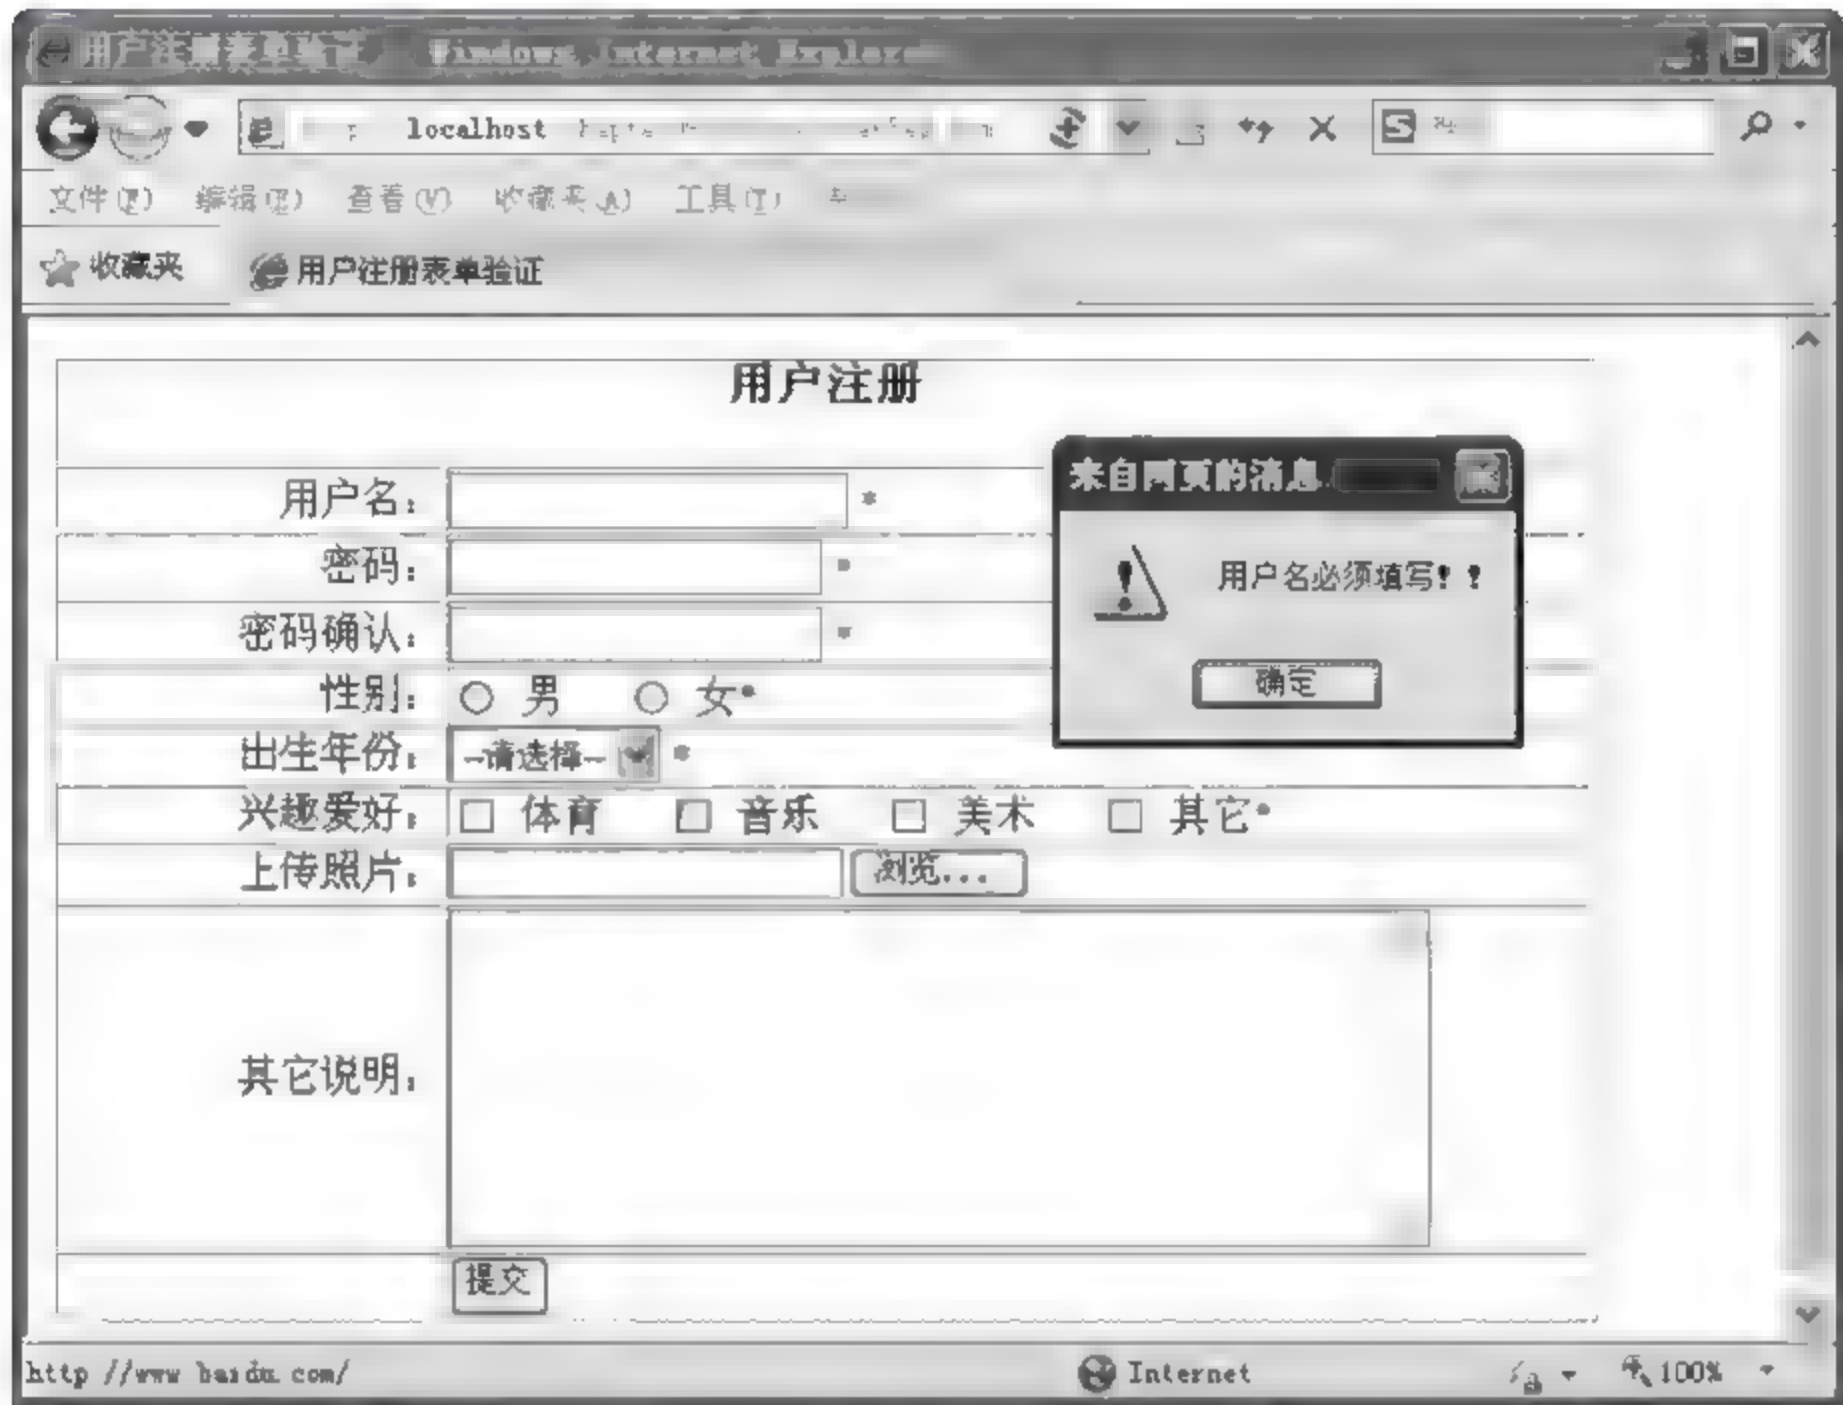 用户注册表单验证 Windows Internet Explorer
localhost
文件(F) 编辑(E) 查看(V) 收藏夹(A) 工具(T)
收藏夹 用户注册表单验证
用户注册
用户名： *
密码： *
密码确认： *
性别： 男 女*
出生年份： -请选择- *
兴趣爱好： 体育 音乐 美术 其它*
上传照片： 浏览...
其它说明：
提交
来自网页的消息
用户名必须填写！！
确定
http://www.baidu.com/ Internet 100%